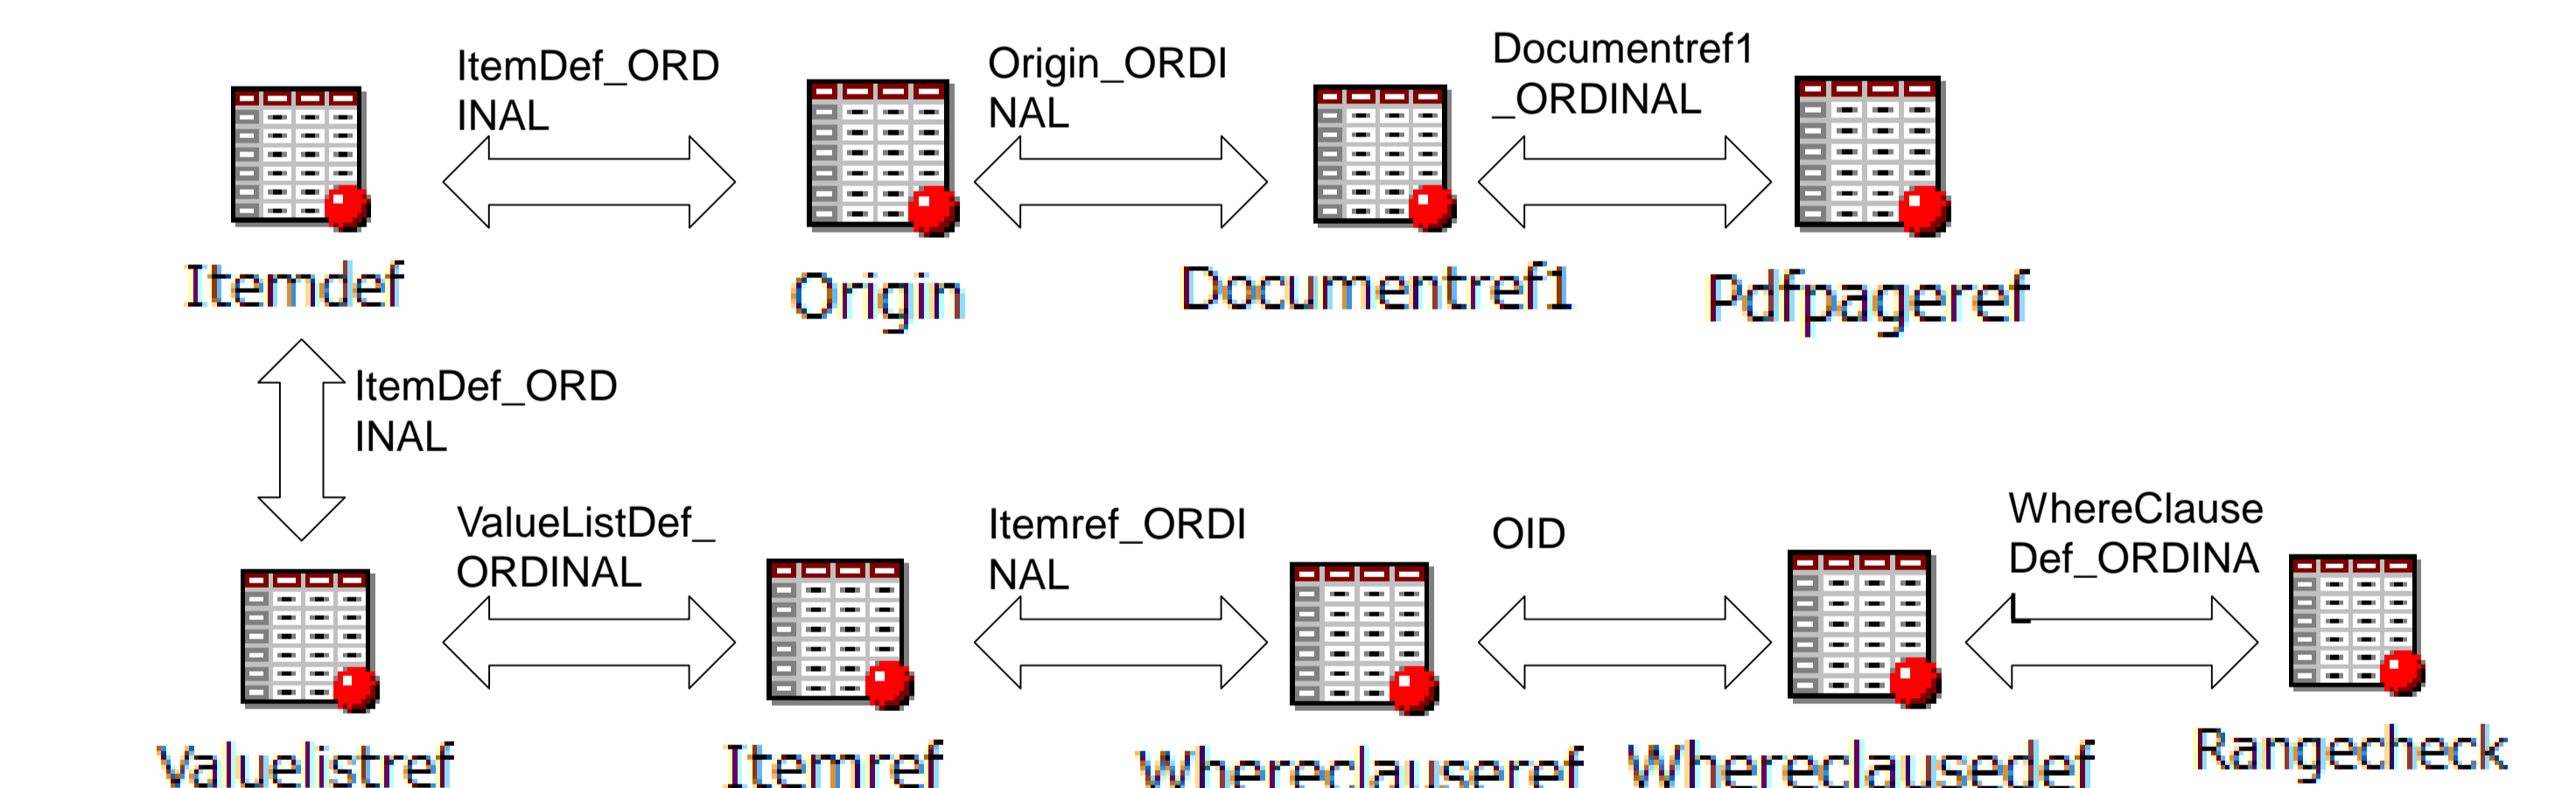 ItemDef_ORD
INAL
Origin_ORDI
NAL
Documentref1
_ORDINAL
Itemdef
Origin
Documentref1
Pdfpageref
ItemDef_ORD
INAL
ValueListDef_
ORDINAL
Itemref_ORDI
NAL
OID
WhereClause
Def_ORDINA
L
Valuelistref
Itemref
Whereclauseref
Whereclausedef
Rangecheck